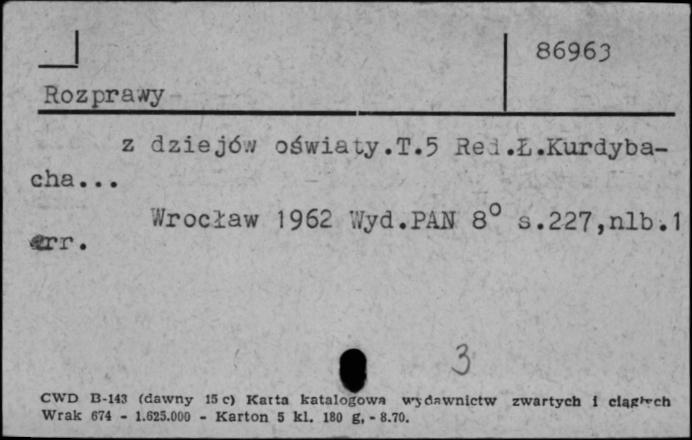 86963
Rozprawy
z dziejów oświaty.T.5 Red.Ł.Kurdyba-
cha...
Wrocław 1962 Wyd.PAN 8° s.227,nlb.1
err.
3
CWD B-143 (dawny 15 c) Karta katalogowa wydawnictw zwartych i ciągłych
Wrak 674 - 1.625.000 - Karton 5 kl. 180 g. - 8.70.